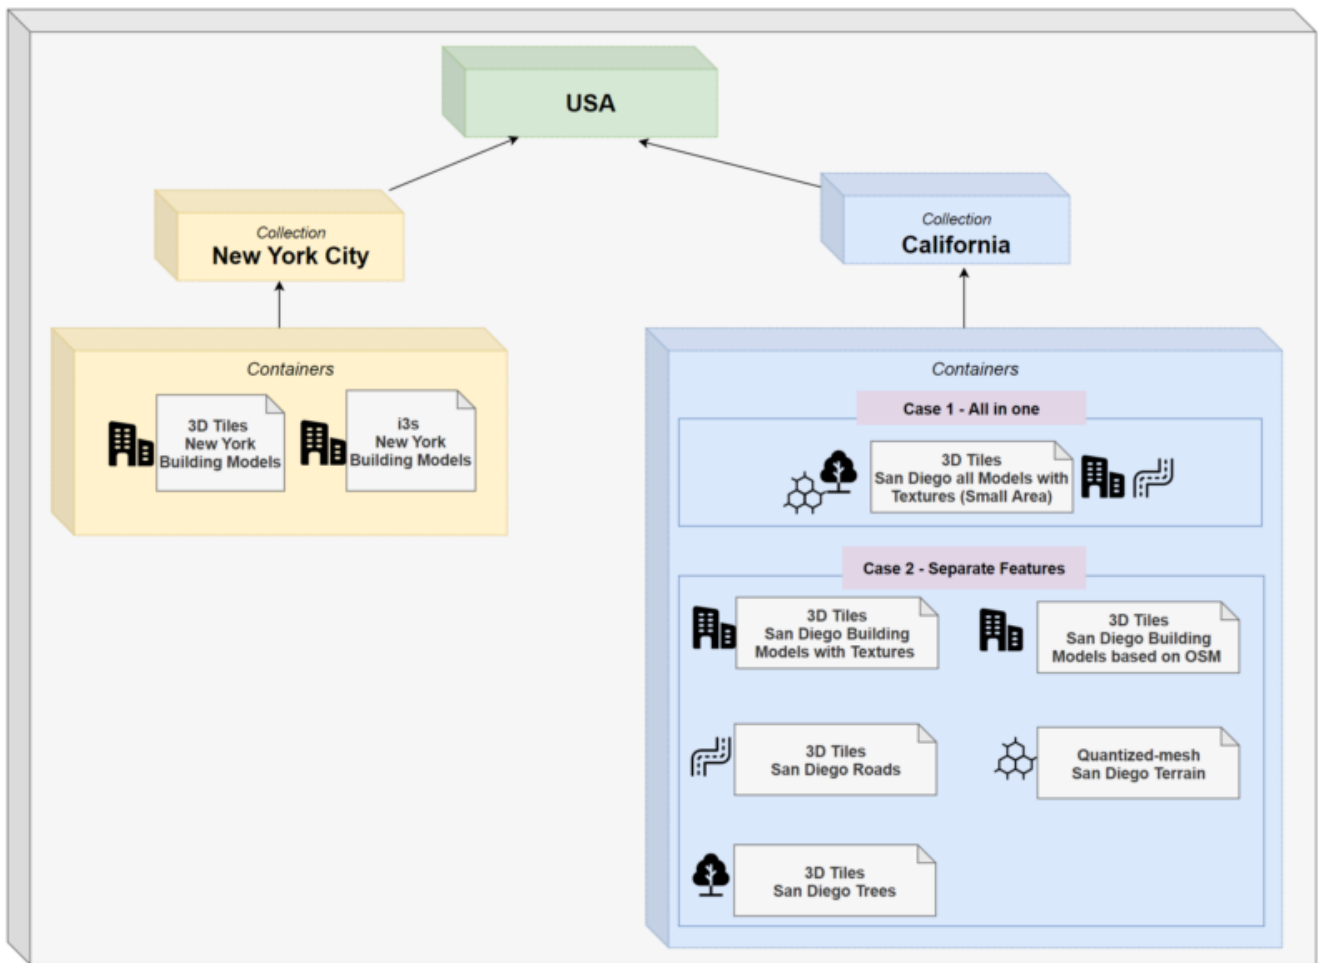 USA
Collection
New York City
Collection
California
Containers
3D Tiles
New York
Building Models
i3s
New York
Building Models
Containers
Case 1 - All in one
3D Tiles
San Diego all Models with
Textures (Small Area)
Case 2 - Separate Features
3D Tiles
San Diego Building
Models with Textures
3D Tiles
San Diego Building
Models based on OSM
3D Tiles
San Diego Roads
Quantized-mesh
San Diego Terrain
3D Tiles
San Diego Trees